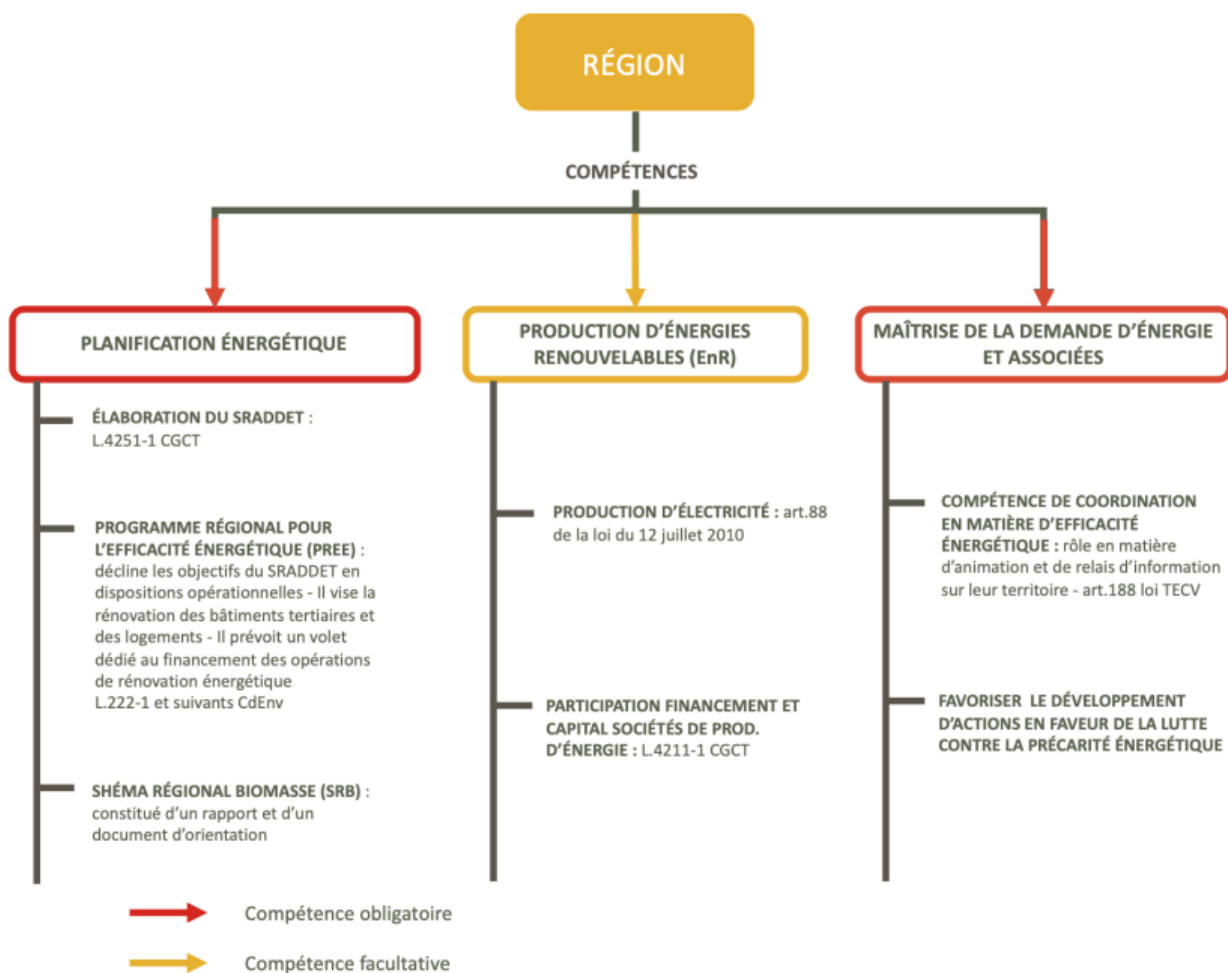 RÉGION
COMPÉTENCES
PLANIFICATION ÉNERGÉTIQUE
ÉLABORATION DU SRADDET :
L.4251-1 CGCT
PROGRAMME RÉGIONAL POUR
L'EFFICACITÉ ÉNERGÉTIQUE (PREE) :
décline les objectifs du SRADDET en
dispositions opérationnelles - Il vise la
rénovation des bâtiments tertiaires et
des logements - Il prévoit un volet
dédié au financement des opérations
de rénovation énergétique
L.222-1 et suivants CdEnv
SHÉMA RÉGIONAL BIOMASSE (SRB) :
constitué d'un rapport et d'un
document d'orientation
PRODUCTION D'ÉNERGIES
RENOUVELABLES (EnR)
PRODUCTION D'ÉLECTRICITÉ : art.88
de la loi du 12 juillet 2010
PARTICIPATION FINANCEMENT ET
CAPITAL SOCIÉTÉS DE PROD.
D'ÉNERGIE : L.4211-1 CGCT
MAÎTRISE DE LA DEMANDE D'ÉNERGIE
ET ASSOCIÉES
COMPÉTENCE DE COORDINATION
EN MATIÈRE D'EFFICACITÉ
ÉNERGÉTIQUE : rôle en matière
d'animation et de relais d'information
sur leur territoire - art.188 loi TECV
FAVORISER LE DÉVELOPPEMENT
D'ACTIONS EN FAVEUR DE LA LUTTE
CONTRE LA PRÉCARITÉ ÉNERGÉTIQUE
Compétence obligatoire
Compétence facultative